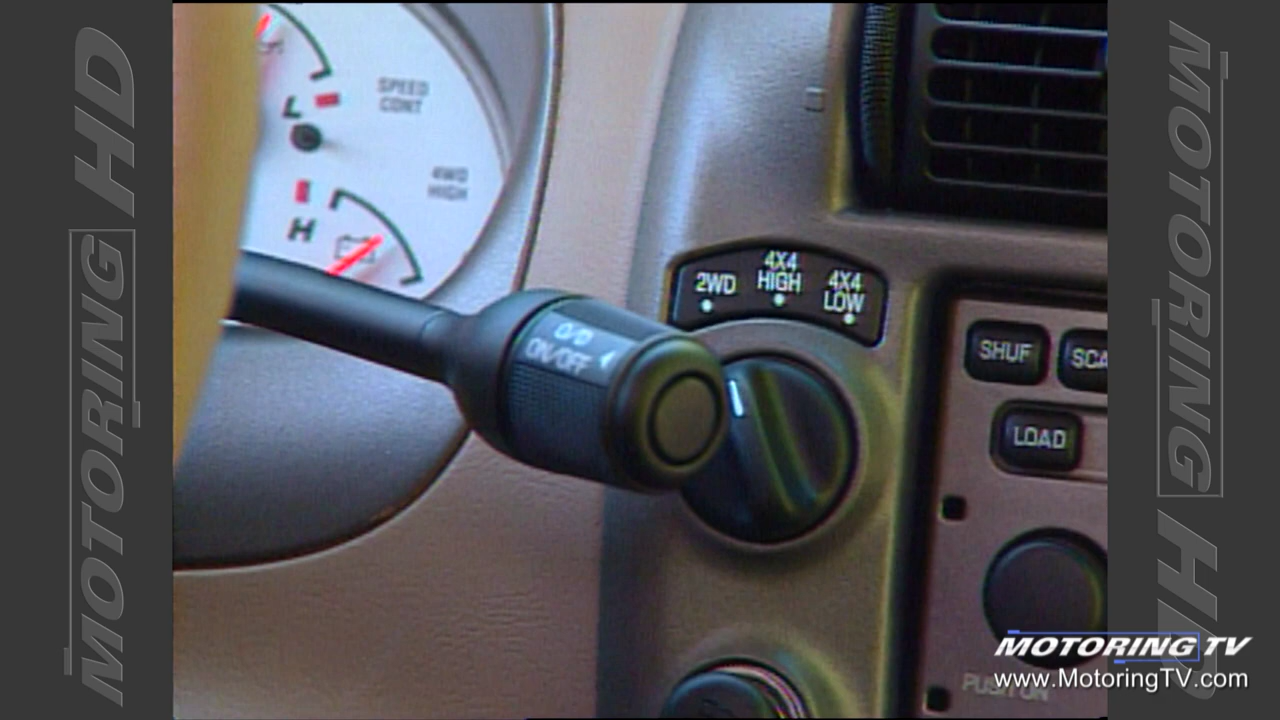 MOTORING HD
SPEED
CONT
L
4WD
HIGH
H
2WD
4X4
HIGH
4X4
LOW
O/D
ON/OFF
SHUF
SCA
LOAD
PUSH ON
MOTORING TV
www.MotoringTV.com
MOTORING HD